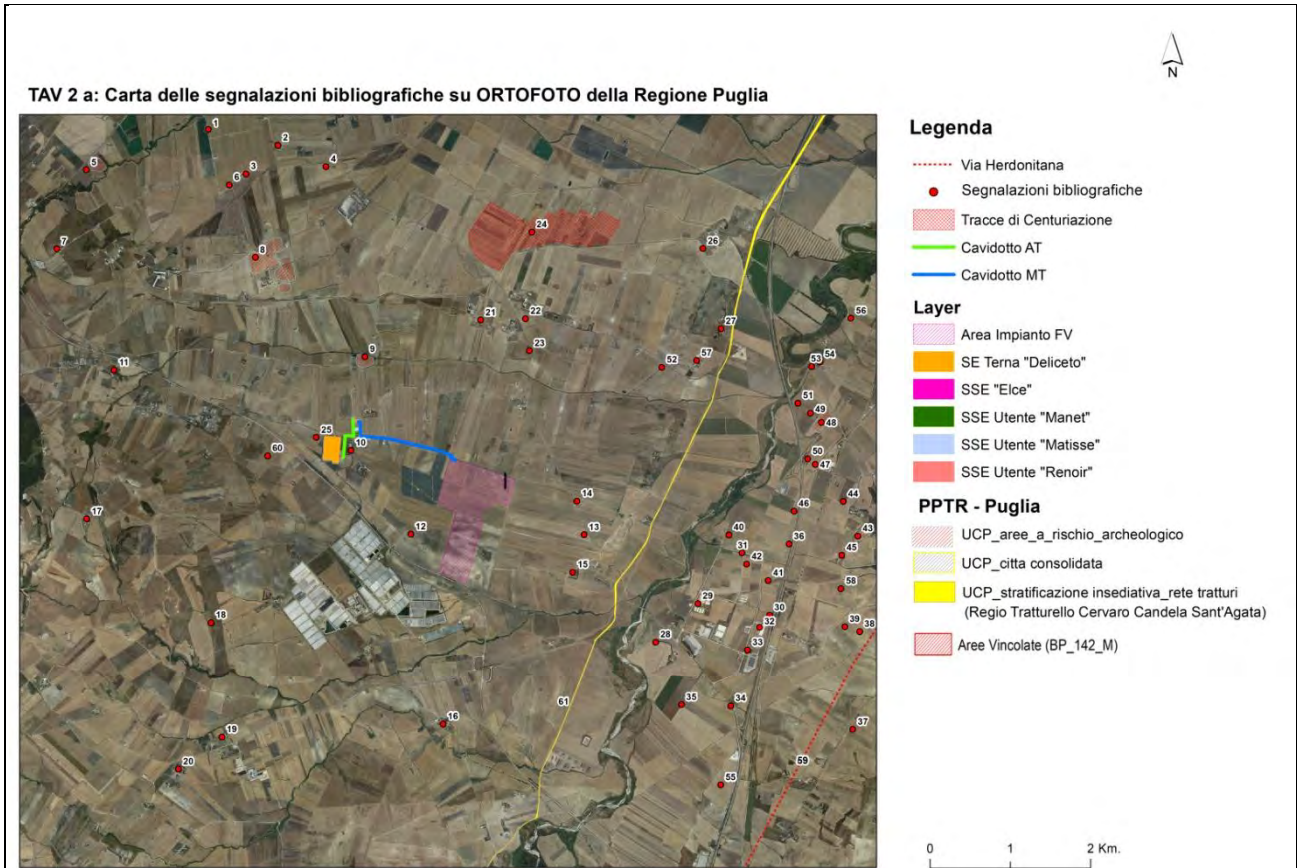 N
TAV 2 a: Carta delle segnalazioni bibliografiche su ORTOFOTO della Regione Puglia
1
2
3
4
5
6
7
8
24
26
21
22
23
27
56
9
11
52
57
53 54
51
49
48
25
10
60
50
47
17
14
44
46
12
13
40
36
43
31
42
45
15
41
58
29
18
30
39
38
32
28
33
61
35
34
16
37
19
59
20
55
Legenda
Via Herdonitana
Segnalazioni bibliografiche
Tracce di Centuriazione
Cavidotto AT
Cavidotto MT
Layer
Area Impianto FV
SE Terna "Deliceto"
SSE "Elce"
SSE Utente "Manet"
SSE Utente "Matisse"
SSE Utente "Renoir"
PPTR - Puglia
UCP_aree_a_rischio_archeologico
UCP_citta consolidata
UCP_stratificazione insediativa_rete tratturi
(Regio Tratturello Cervaro Candela Sant'Agata)
Aree Vincolate (BP_142_M)
0 1 2 Km.